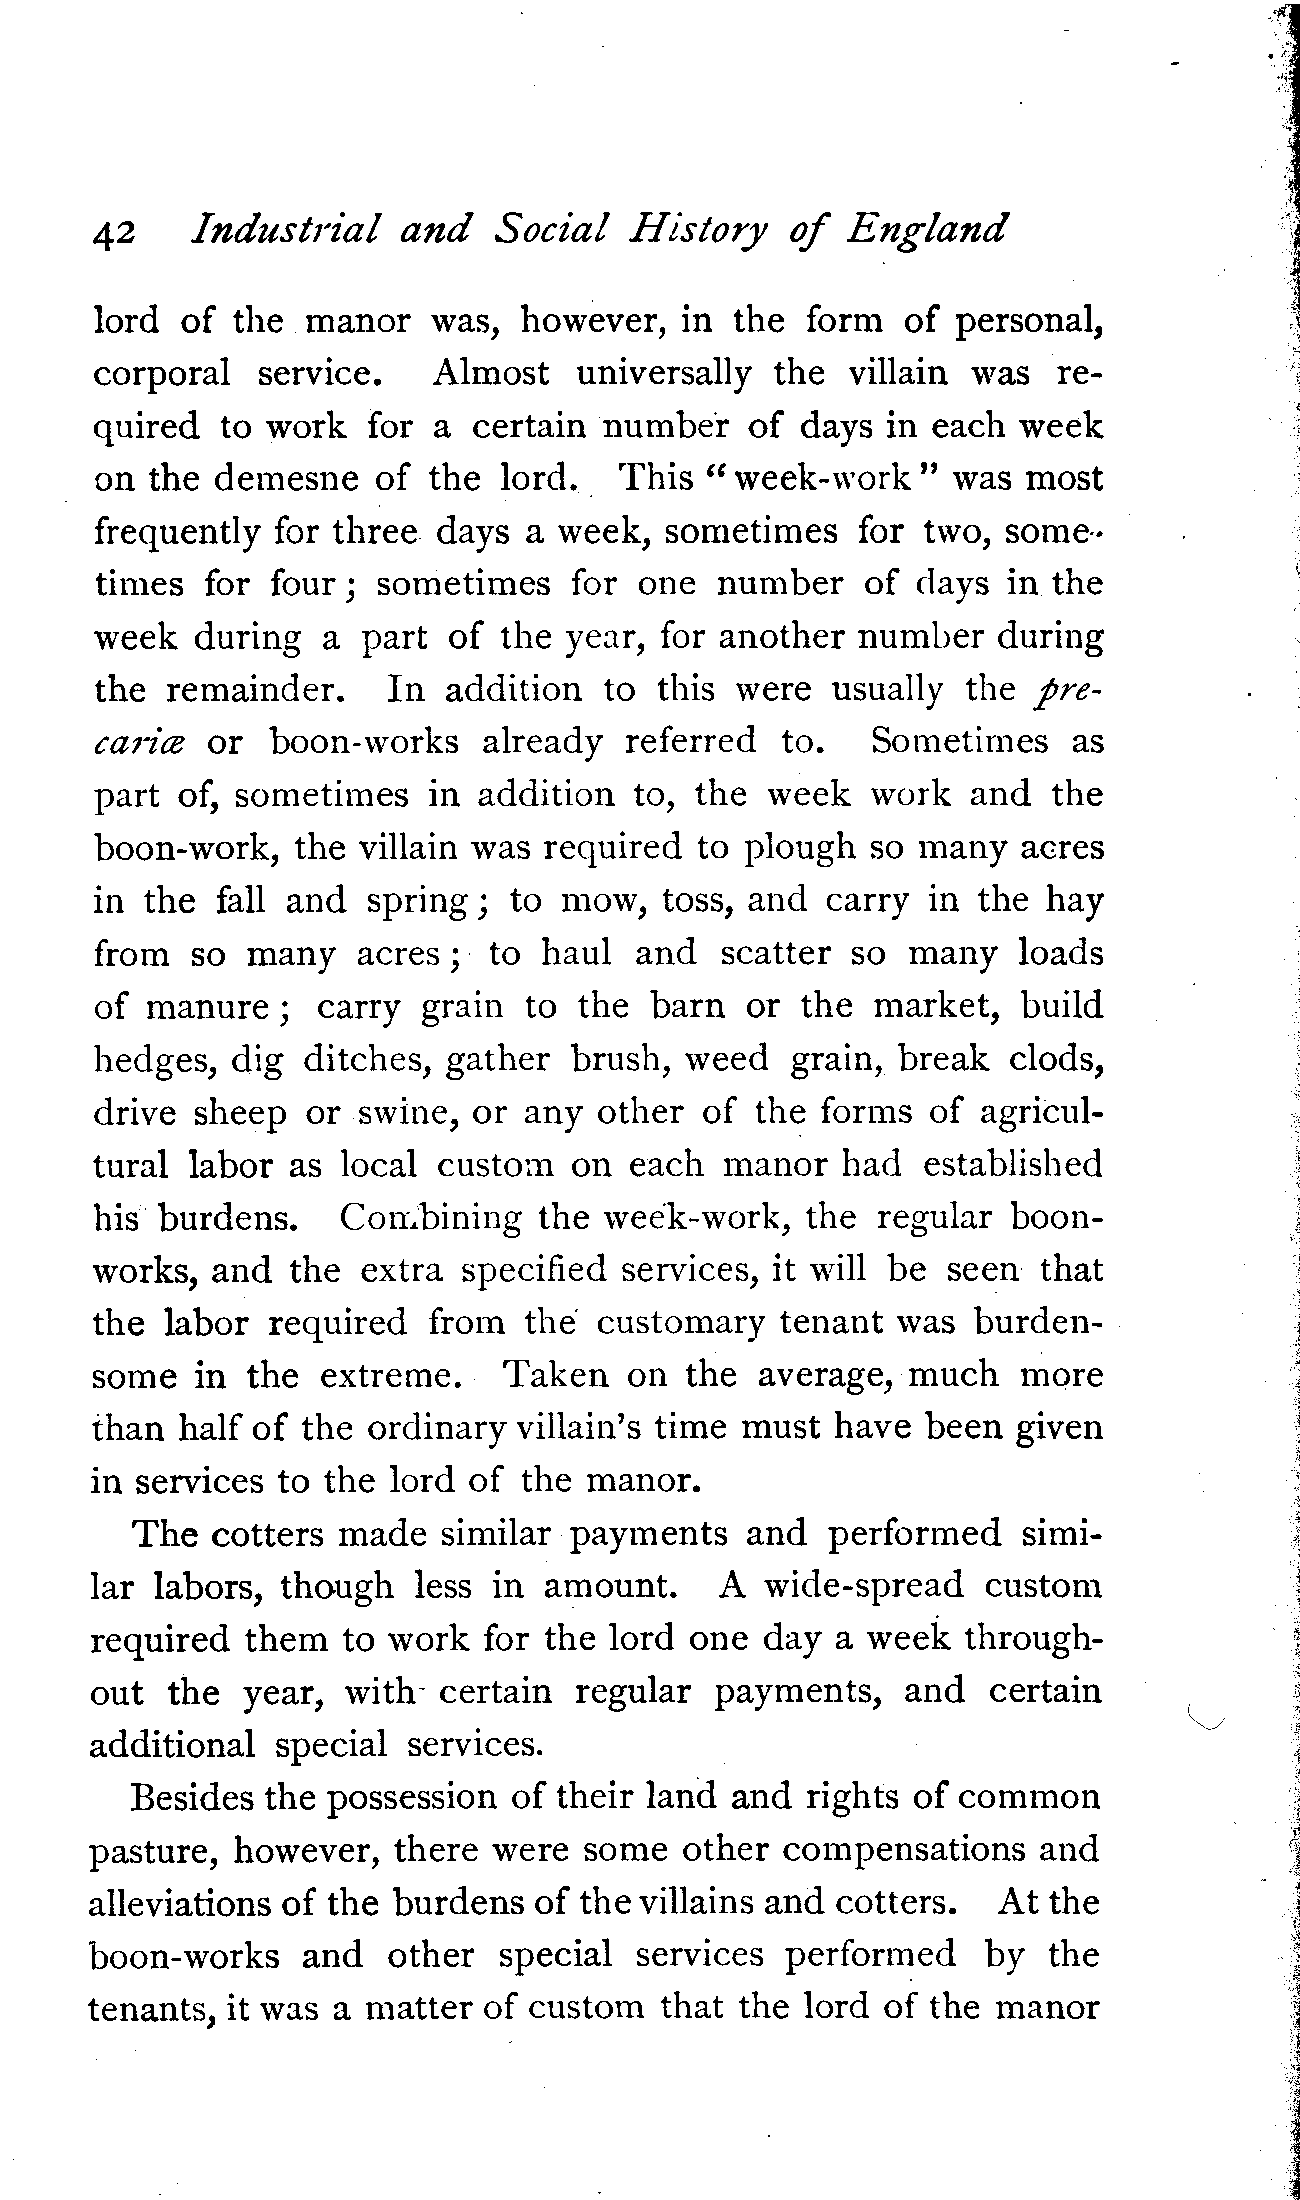 42 Industrial and Social History of England
lord of the manor was, however, in the form of personal,
corporal service. Almost universally the villain was re-
quired to work for a certain number of days in each week
on the demesne of the lord. This “week-work” was most
frequently for three days a week, sometimes for two, some-
times for four; sometimes for one number of days in the
week during a part of the year, for another number during
the remainder. In addition to this were usually the pre-
cariæ or boon-works already referred to. Sometimes as
part of, sometimes in addition to, the week work and the
boon-work, the villain was required to plough so many acres
in the fall and spring; to mow, toss, and carry in the hay
from so many acres; to haul and scatter so many loads
of manure; carry grain to the barn or the market, build
hedges, dig ditches, gather brush, weed grain, break clods,
drive sheep or swine, or any other of the forms of agricul-
tural labor as local custom on each manor had established
his burdens. Combining the week-work, the regular boon-
works, and the extra specified services, it will be seen that
the labor required from the customary tenant was burden-
some in the extreme. Taken on the average, much more
than half of the ordinary villain's time must have been given
in services to the lord of the manor.
The cotters made similar payments and performed simi-
lar labors, though less in amount. A wide-spread custom
required them to work for the lord one day a week through-
out the year, with certain regular payments, and certain
additional special services.
Besides the possession of their land and rights of common
pasture, however, there were some other compensations and
alleviations of the burdens of the villains and cotters. At the
boon-works and other special services performed by the
tenants, it was a matter of custom that the lord of the manor